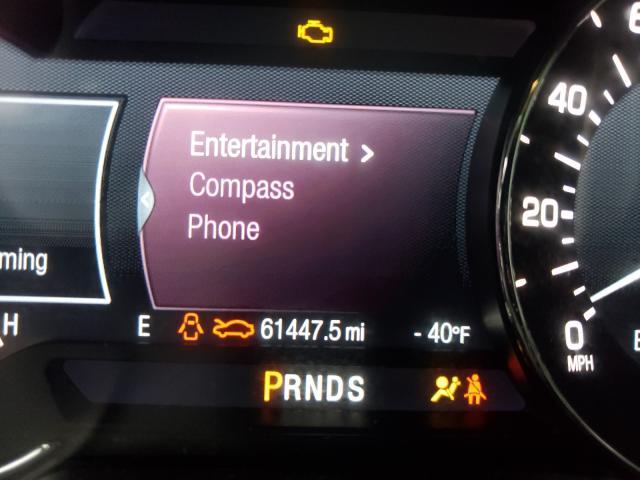 Entertainment >
Compass
Phone
ming
H
E 61447.5 mi - 40°F
PRNDS
40
20
0
MPH